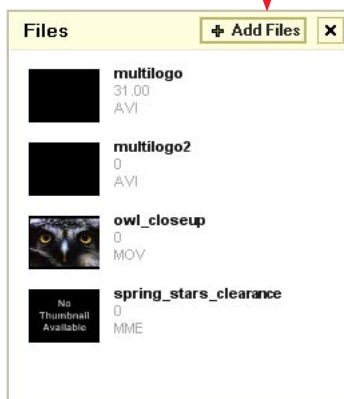 Files
Add Files
multilogo
31.00
AVI
multilogo2
0
AVI
owl_closeup
0
MOV
No
Thumbnail
Available
spring_stars_clearance
0
MME